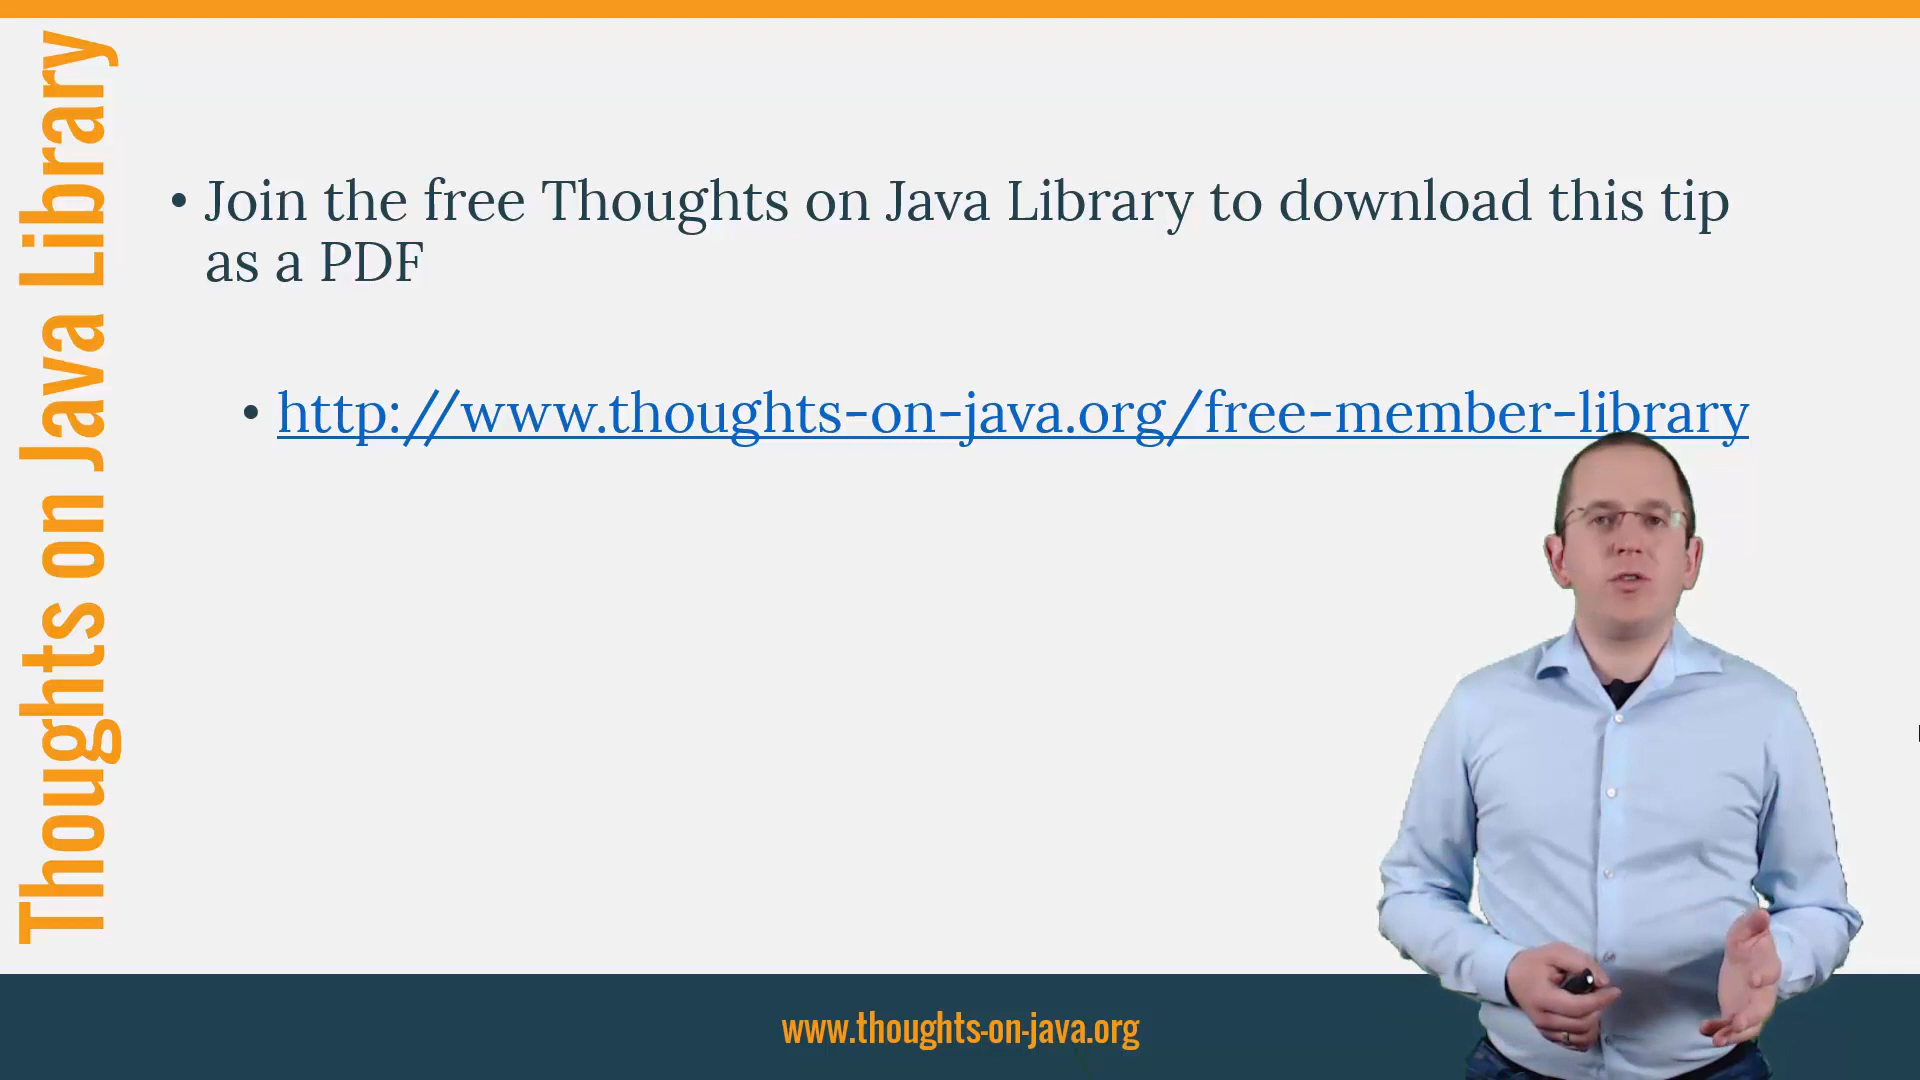 Thoughts on Java Library
• Join the free Thoughts on Java Library to download this tip
as a PDF
• http://www.thoughts-on-java.org/free-member-library
www.thoughts-on-java.org